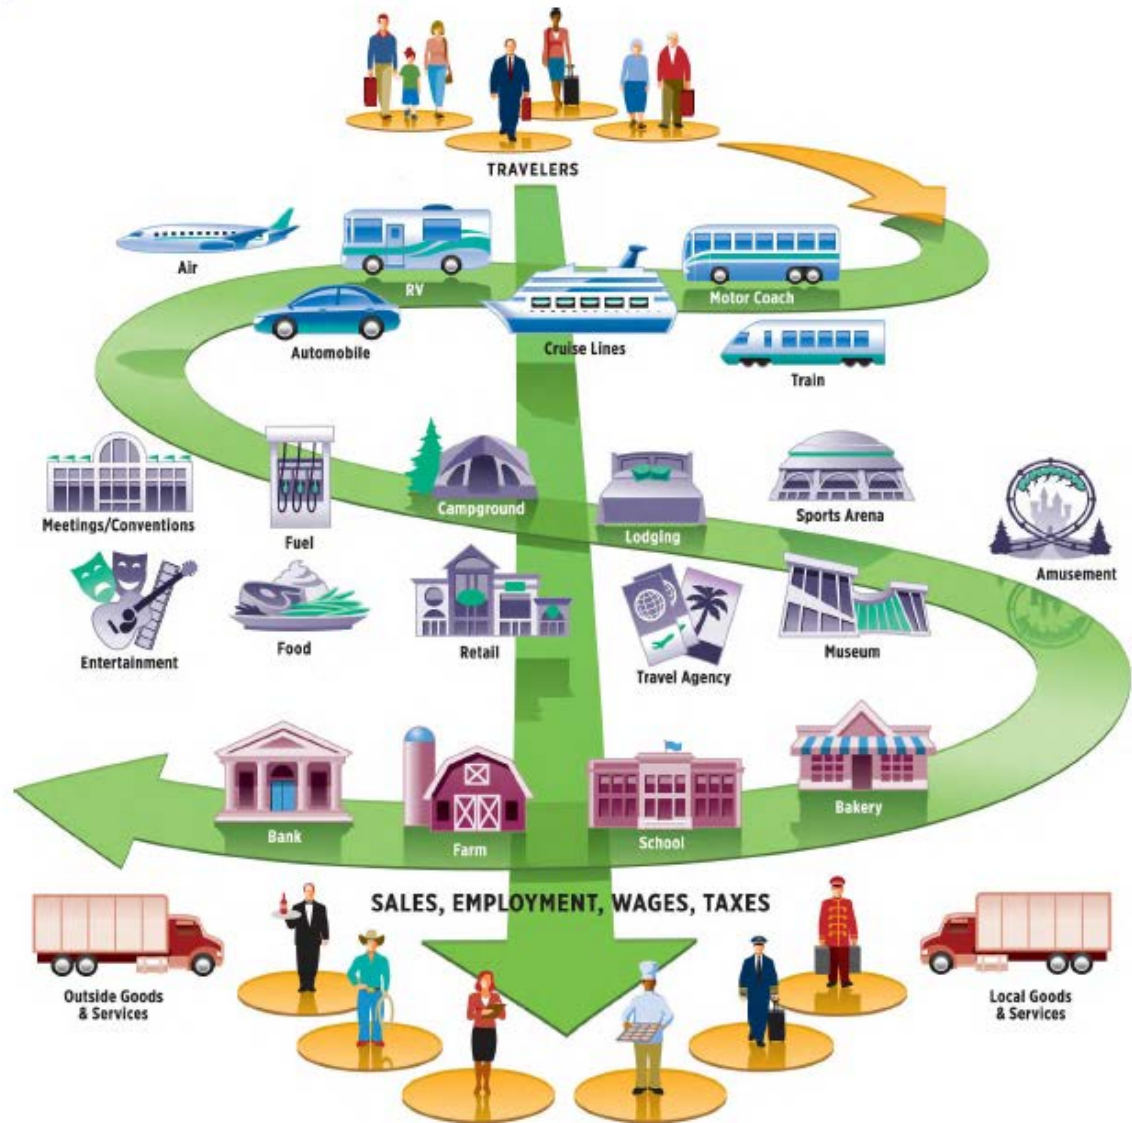 TRAVELERS
Air
RV
Motor Coach
Automobile
Cruise Lines
Train
Meetings/Conventions
Fuel
Campground
Lodging
Sports Arena
Amusement
Entertainment
Food
Retail
Travel Agency
Museum
Bank
Farm
School
Bakery
SALES, EMPLOYMENT, WAGES, TAXES
Outside Goods
& Services
Local Goods
& Services